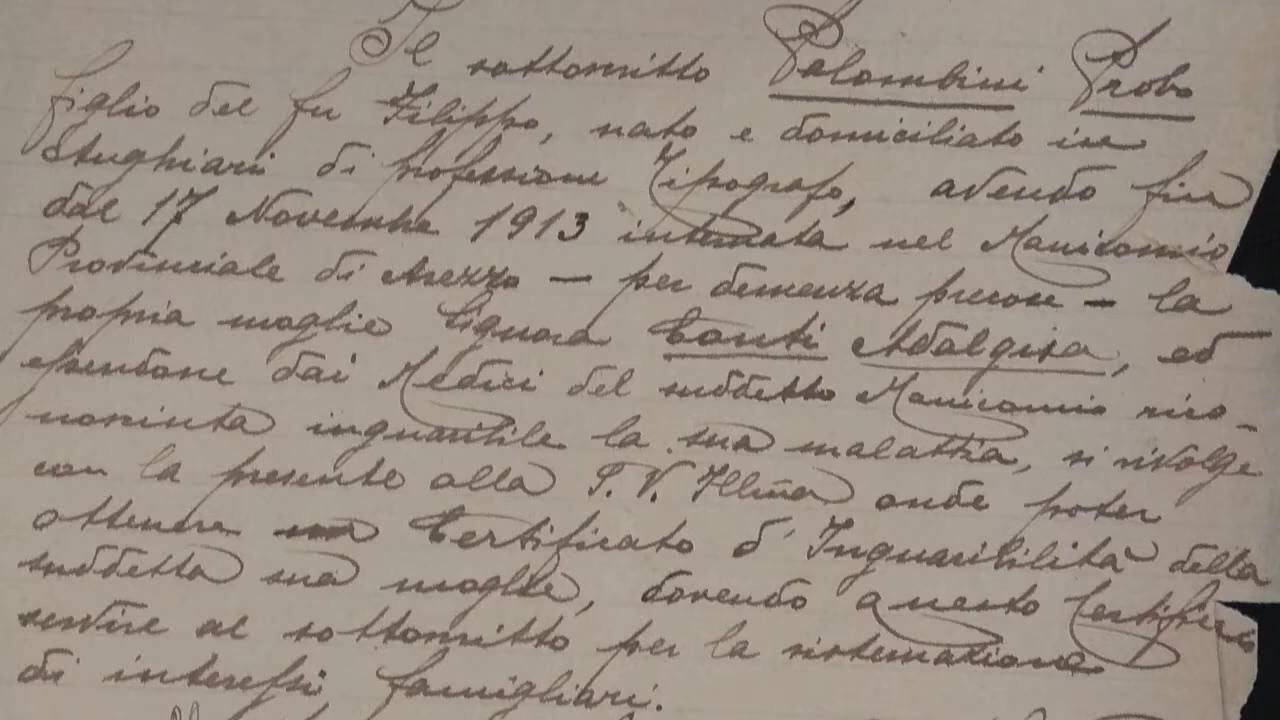 Il sottoscritto Palombini Probo
figlio del fu Filippo, nato e domiciliato in
Anghiari di professione Tipografo, avendo fin
dal 17 Novembre 1913 internata nel Manicomio
Provinciale di Arezzo — per demenza precoce — la
propria moglie Signora Conti Adalgisa, ed
essendone dai Medici del suddetto Manicomio rico-
nosciuta inguaribile la sua malattia, si rivolge
con la presente alla S. V. Illma onde poter
ottenere un Certificato d'Inguaribilità della
suddetta sua moglie, dovendo questo Certificato
servire al sottoscritto per la sistemazione
di interessi famigliari.